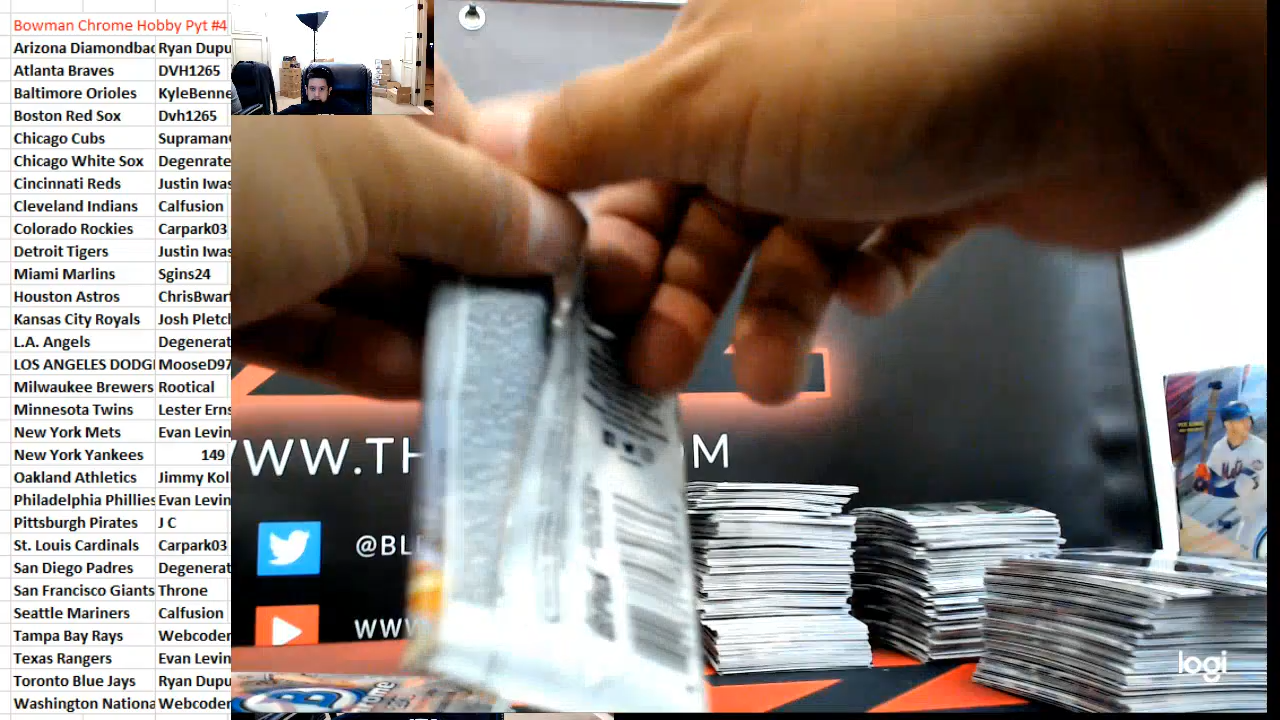 Bowman Chrome Hobby Pyt #4
Arizona Diamondbac Ryan Dupu
Atlanta Braves DVH1265
Baltimore Orioles KyleBenne
Boston Red Sox Dvh1265
Chicago Cubs Supraman
Chicago White Sox Degenrate
Cincinnati Reds Justin Iwas
Cleveland Indians Calfusion
Colorado Rockies Carpark03
Detroit Tigers Justin Iwas
Miami Marlins Sgins24
Houston Astros ChrisBwar
Kansas City Royals Josh Pletch
L.A. Angels Degenerat
LOS ANGELES DODG MooseD97
Milwaukee Brewers Rootical
Minnesota Twins Lester Erns
New York Mets Evan Levin
New York Yankees 149
Oakland Athletics Jimmy Kol
Philadelphia Phillies Evan Levin
Pittsburgh Pirates J C
St. Louis Cardinals Carpark03
San Diego Padres Degenerat
San Francisco Giants Throne
Seattle Mariners Calfusion
Tampa Bay Rays Webcoder
Texas Rangers Evan Levin
Toronto Blue Jays Ryan Dupu
Washington Nationa Webcoder
WWW.TH OM
@BL
WWW
logi